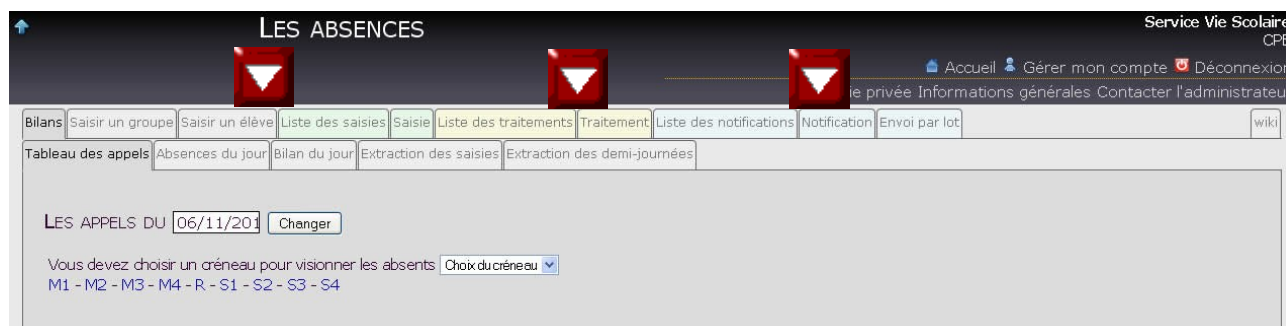 LES ABSENCES
Service Vie Scolaire
CPE
Accueil Gérer mon compte Déconnexion
ie privée Informations générales Contacter l'administrateu
Bilans Saisir un groupe Saisir un élève Liste des saisies Saisie Liste des traitements Traitement Liste des notifications Notification Envoi par lot wiki
Tableau des appels Absences du jour Bilan du jour Extraction des saisies Extraction des demi-journées
LES APPELS DU 06/11/201 Changer
Vous devez choisir un créneau pour visionner les absents Choix du créneau
M1 - M2 - M3 - M4 - R - S1 - S2 - S3 - S4